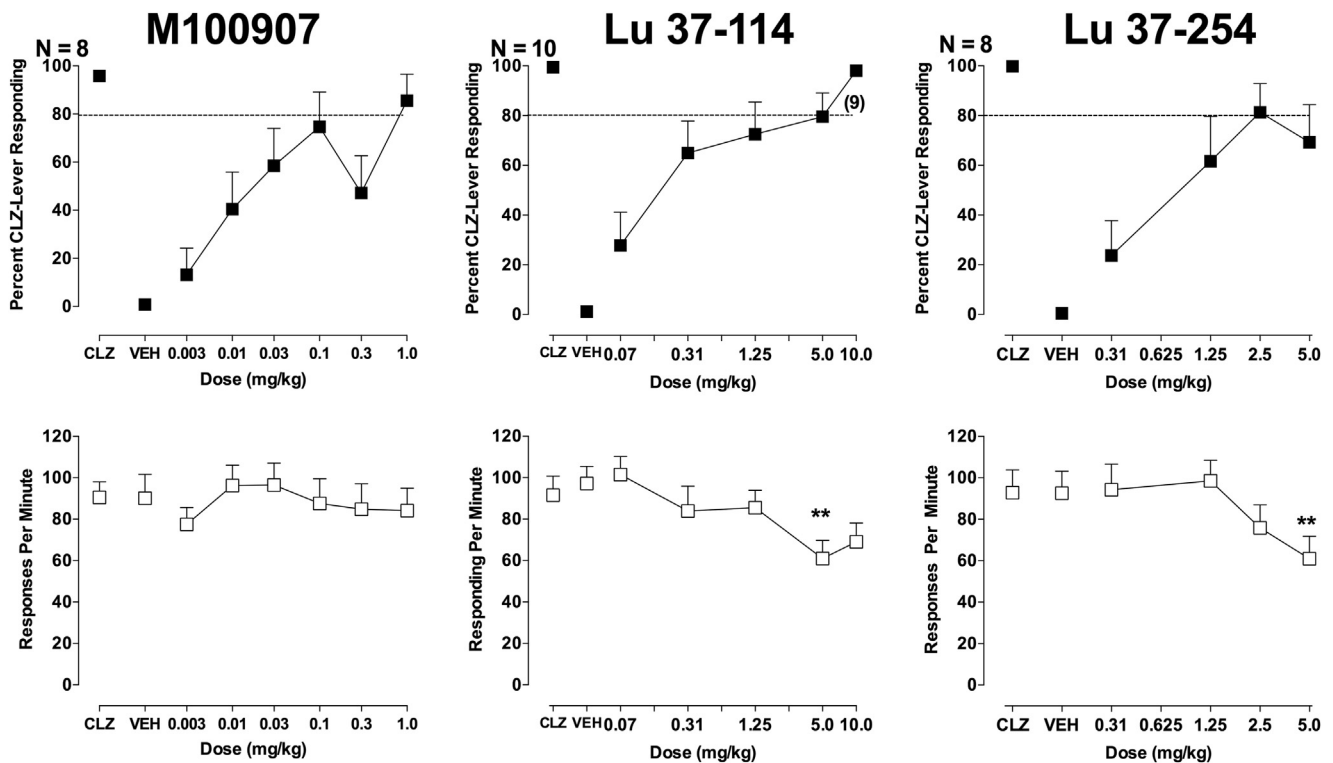 M100907
N = 8
Percent CLZ-Lever Responding
100
80
60
40
20
0
CLZ VEH 0.003 0.01 0.03 0.1 0.3 1.0
Dose (mg/kg)
Lu 37-114
N = 10
Percent CLZ-Lever Responding
100
80
60
40
20
0
(9)
CLZ VEH 0.07 0.31 1.25 5.0 10.0
Dose (mg/kg)
Lu 37-254
N = 8
Percent CLZ-Lever Responding
100
80
60
40
20
0
CLZ VEH 0.31 0.625 1.25 2.5 5.0
Dose (mg/kg)
Responses Per Minute
120
100
80
60
40
20
0
CLZ VEH 0.003 0.01 0.03 0.1 0.3 1.0
Dose (mg/kg)
Responding Per Minute
120
100
80
60
40
20
0
**
CLZ VEH 0.07 0.31 1.25 5.0 10.0
Dose (mg/kg)
Responses Per Minute
120
100
80
60
40
20
0
**
CLZ VEH 0.31 0.625 1.25 2.5 5.0
Dose (mg/kg)